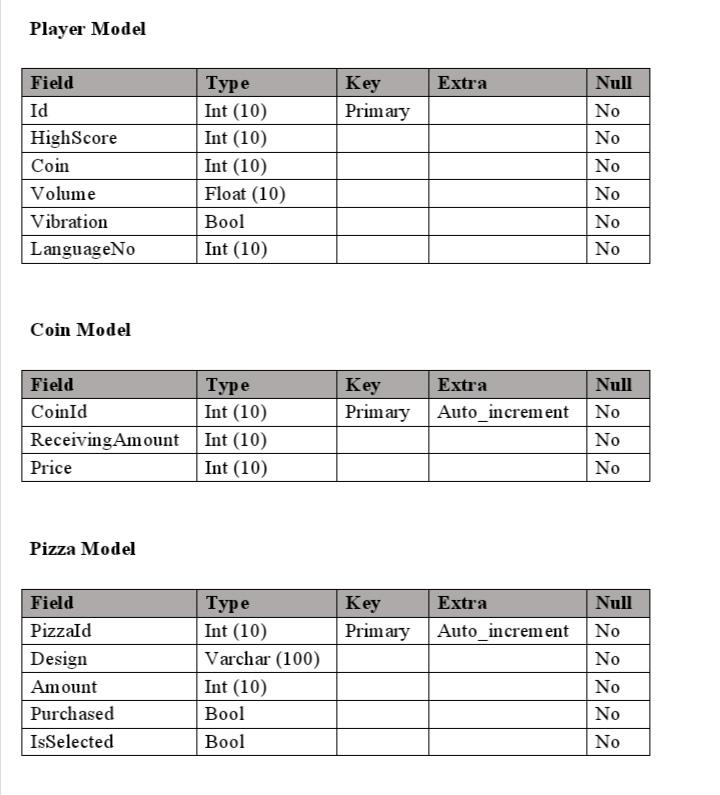 Player Model
Field Type Key Extra Null
Id Int (10) Primary No
HighScore Int (10) No
Coin Int (10) No
Volume Float (10) No
Vibration Bool No
LanguageNo Int (10) No
Coin Model
Field Type Key Extra Null
CoinId Int (10) Primary Auto_increment No
ReceivingAmount Int (10) No
Price Int (10) No
Pizza Model
Field Type Key Extra Null
PizzaId Int (10) Primary Auto_increment No
Design Varchar (100) No
Amount Int (10) No
Purchased Bool No
IsSelected Bool No